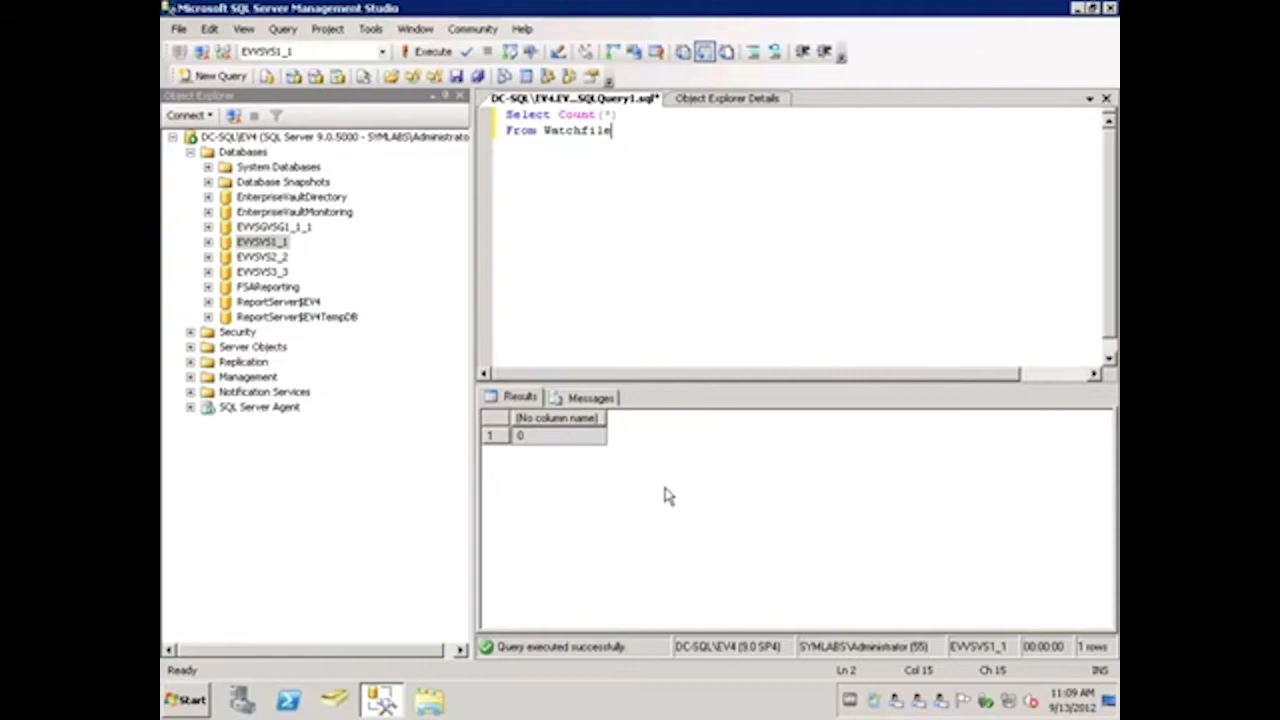 Microsoft SQL Server Management Studio
File Edit View Query Project Tools Window Community Help
EVVSVS1_1 Execute
New Query
Object Explorer
DC-SQL\EV4.EV...SQLQuery1.sql* Object Explorer Details
Connect
Select Count(*)
From Watchfile
DC-SQL\EV4 (SQL Server 9.0.5000 - SYMLABS\Administrato
Databases
System Databases
Database Snapshots
EnterpriseVaultDirectory
EnterpriseVaultMonitoring
EVVSGVSG1_1_1
EVVSVS1_1
EVVSVS2_2
EVVSVS3_3
FSAReporting
ReportServer$EV4
ReportServer$EV4TempDB
Security
Server Objects
Replication
Management
Notification Services
SQL Server Agent
Results Messages
(No column name)
1 0
Query executed successfully. DC-SQL\EV4 (9.0 SP4) SYMLABS\Administrator (55) EVVSVS1_1 00:00:00 1 rows
Ready Ln 2 Col 15 Ch 15 INS
Start 11:09 AM
9/13/2012